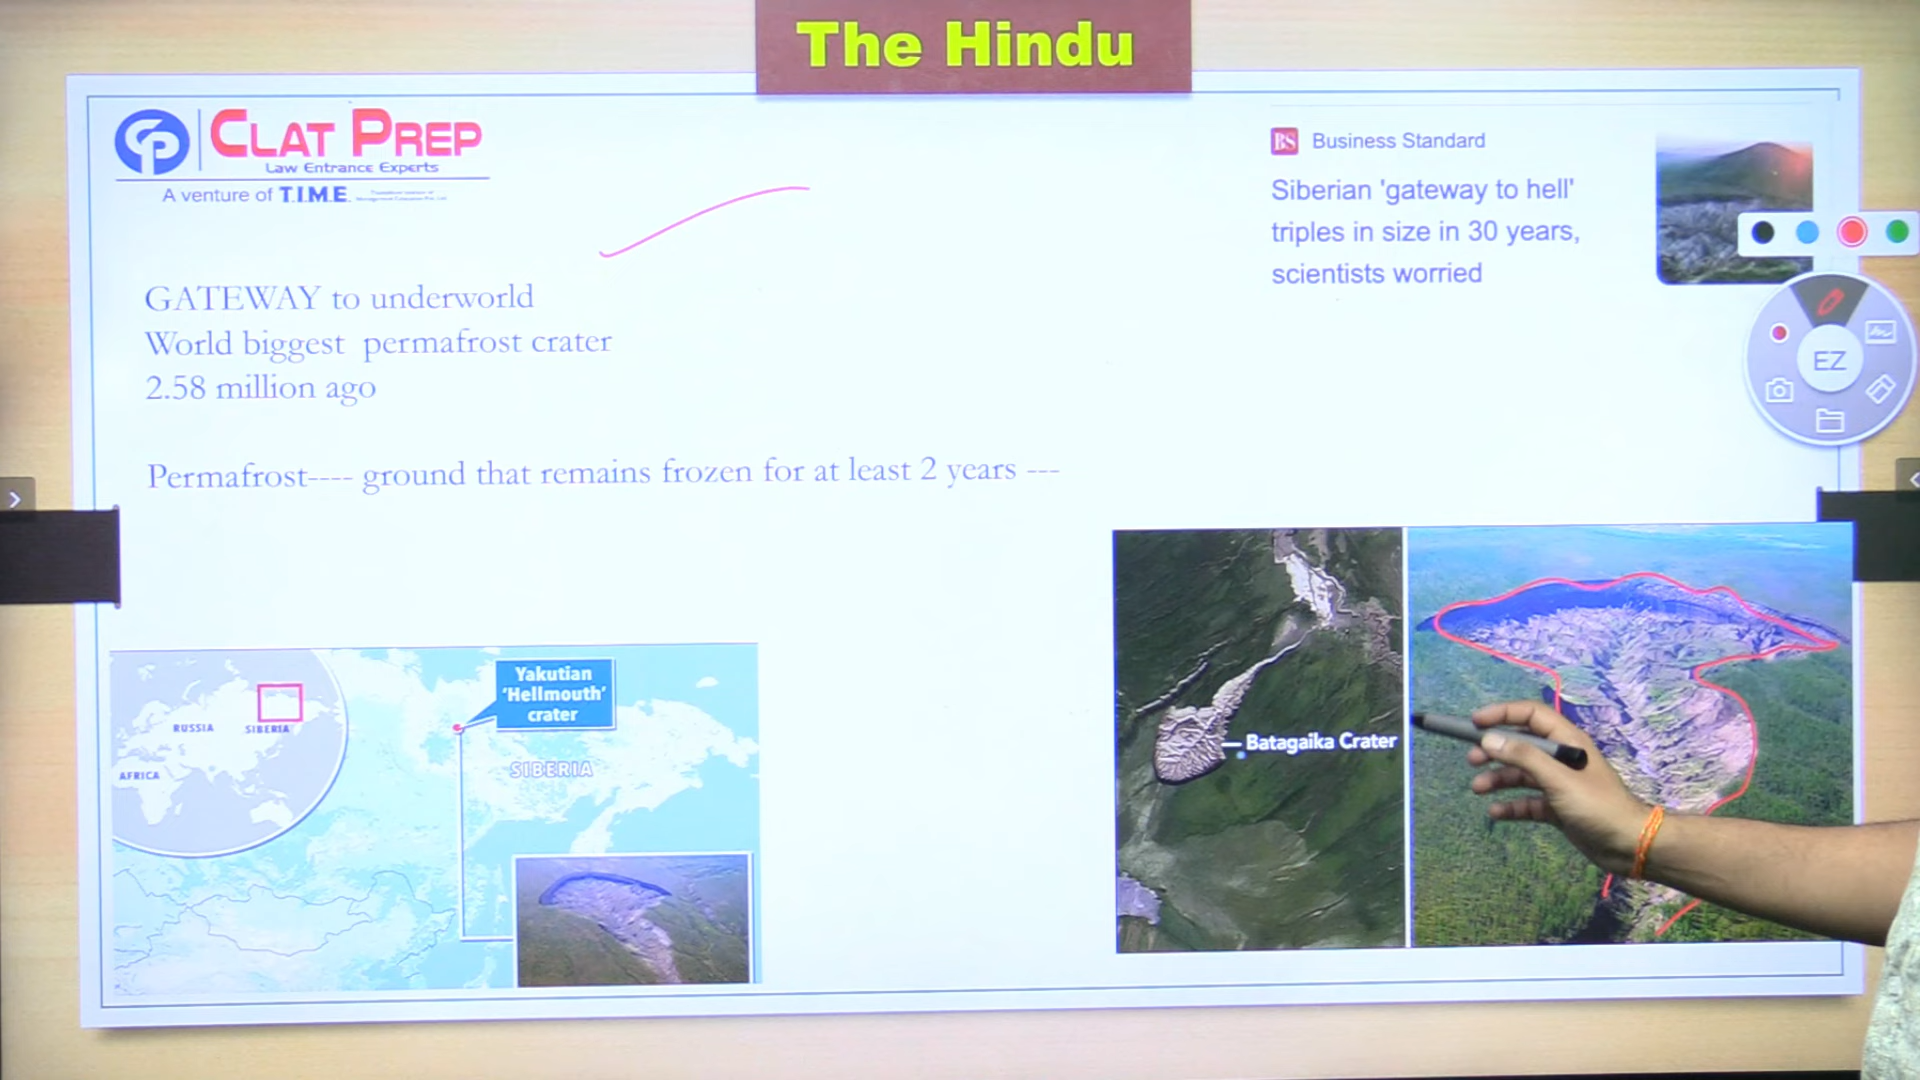 The Hindu
CLAT PREP
Law Entrance Experts
A venture of T.I.M.E.
BS Business Standard
Siberian 'gateway to hell'
triples in size in 30 years,
scientists worried
EZ
GATEWAY to underworld
World biggest permafrost crater
2.58 million ago
Permafrost---- ground that remains frozen for at least 2 years ---
Yakutian
'Hellmouth'
crater
RUSSIA
SIBERIA
AFRICA
SIBERIA
Batagaika Crater